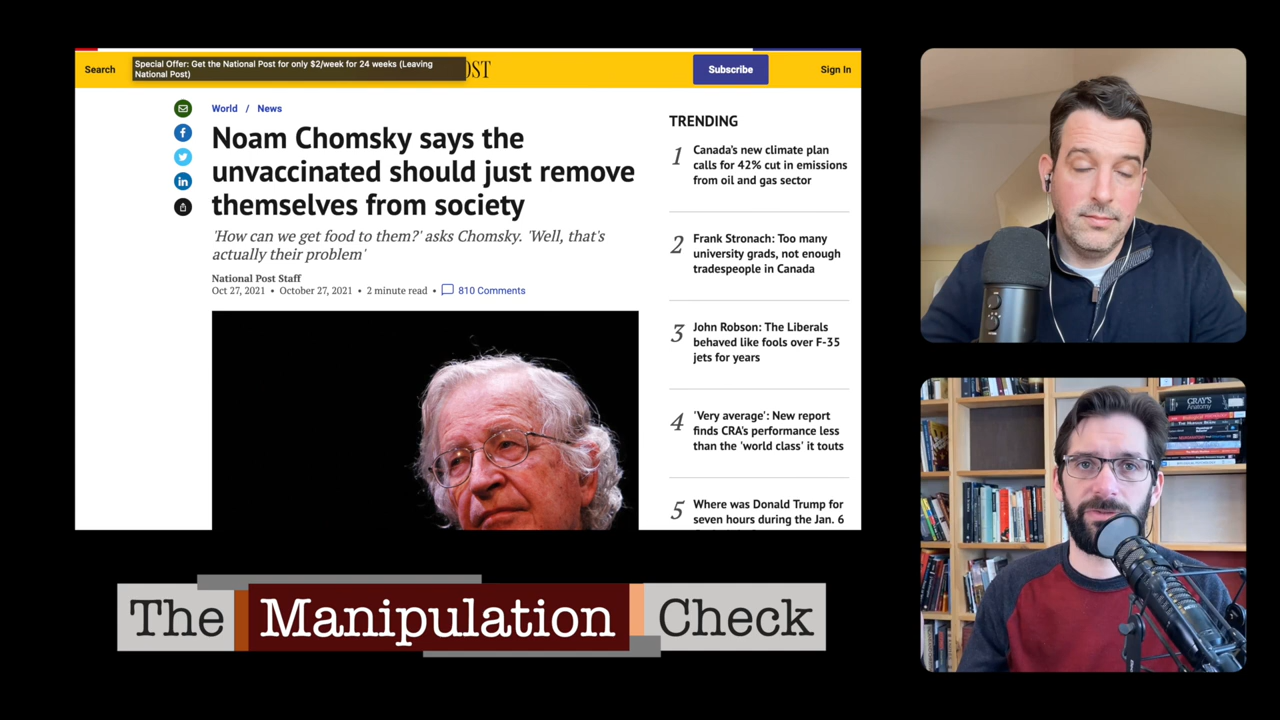 Search
Special Offer: Get the National Post for only $2/week for 24 weeks (Leaving
National Post)
OST
Subscribe
Sign In
World / News
Noam Chomsky says the
unvaccinated should just remove
themselves from society
'How can we get food to them?' asks Chomsky. 'Well, that's
actually their problem'
National Post Staff
Oct 27, 2021 • October 27, 2021 • 2 minute read • 810 Comments
TRENDING
1
Canada's new climate plan
calls for 42% cut in emissions
from oil and gas sector
2
Frank Stronach: Too many
university grads, not enough
tradespeople in Canada
3
John Robson: The Liberals
behaved like fools over F-35
jets for years
4
'Very average': New report
finds CRA's performance less
than the 'world class' it touts
5
Where was Donald Trump for
seven hours during the Jan. 6
GRAY'S
Anatomy
The Manipulation Check